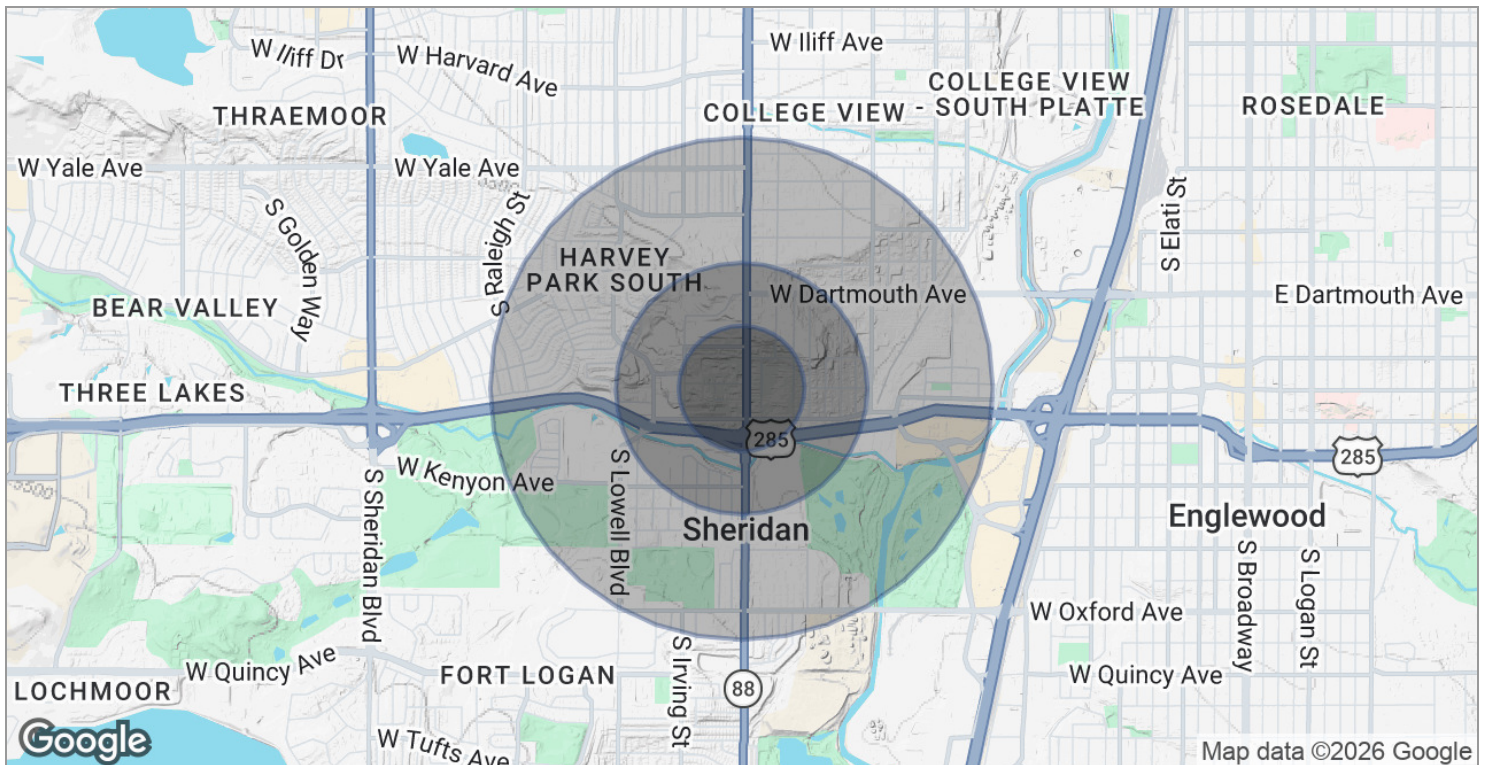 W Iliff Dr
W Harvard Ave
W Iliff Ave
THRAEMOOR
COLLEGE VIEW
COLLEGE VIEW
- SOUTH PLATTE
ROSEDALE
W Yale Ave
W Yale Ave
S Golden Way
S Raleigh St
S Elati St
HARVEY
PARK SOUTH
BEAR VALLEY
W Dartmouth Ave
E Dartmouth Ave
THREE LAKES
285
285
W Kenyon Ave
S Sheridan Blvd
S Lowell Blvd
Sheridan
Englewood
S Broadway
S Logan St
W Oxford Ave
W Quincy Ave
FORT LOGAN
S Irving St
88
W Quincy Ave
LOCHMOOR
W Tufts Ave
Google
Map data ©2026 Google